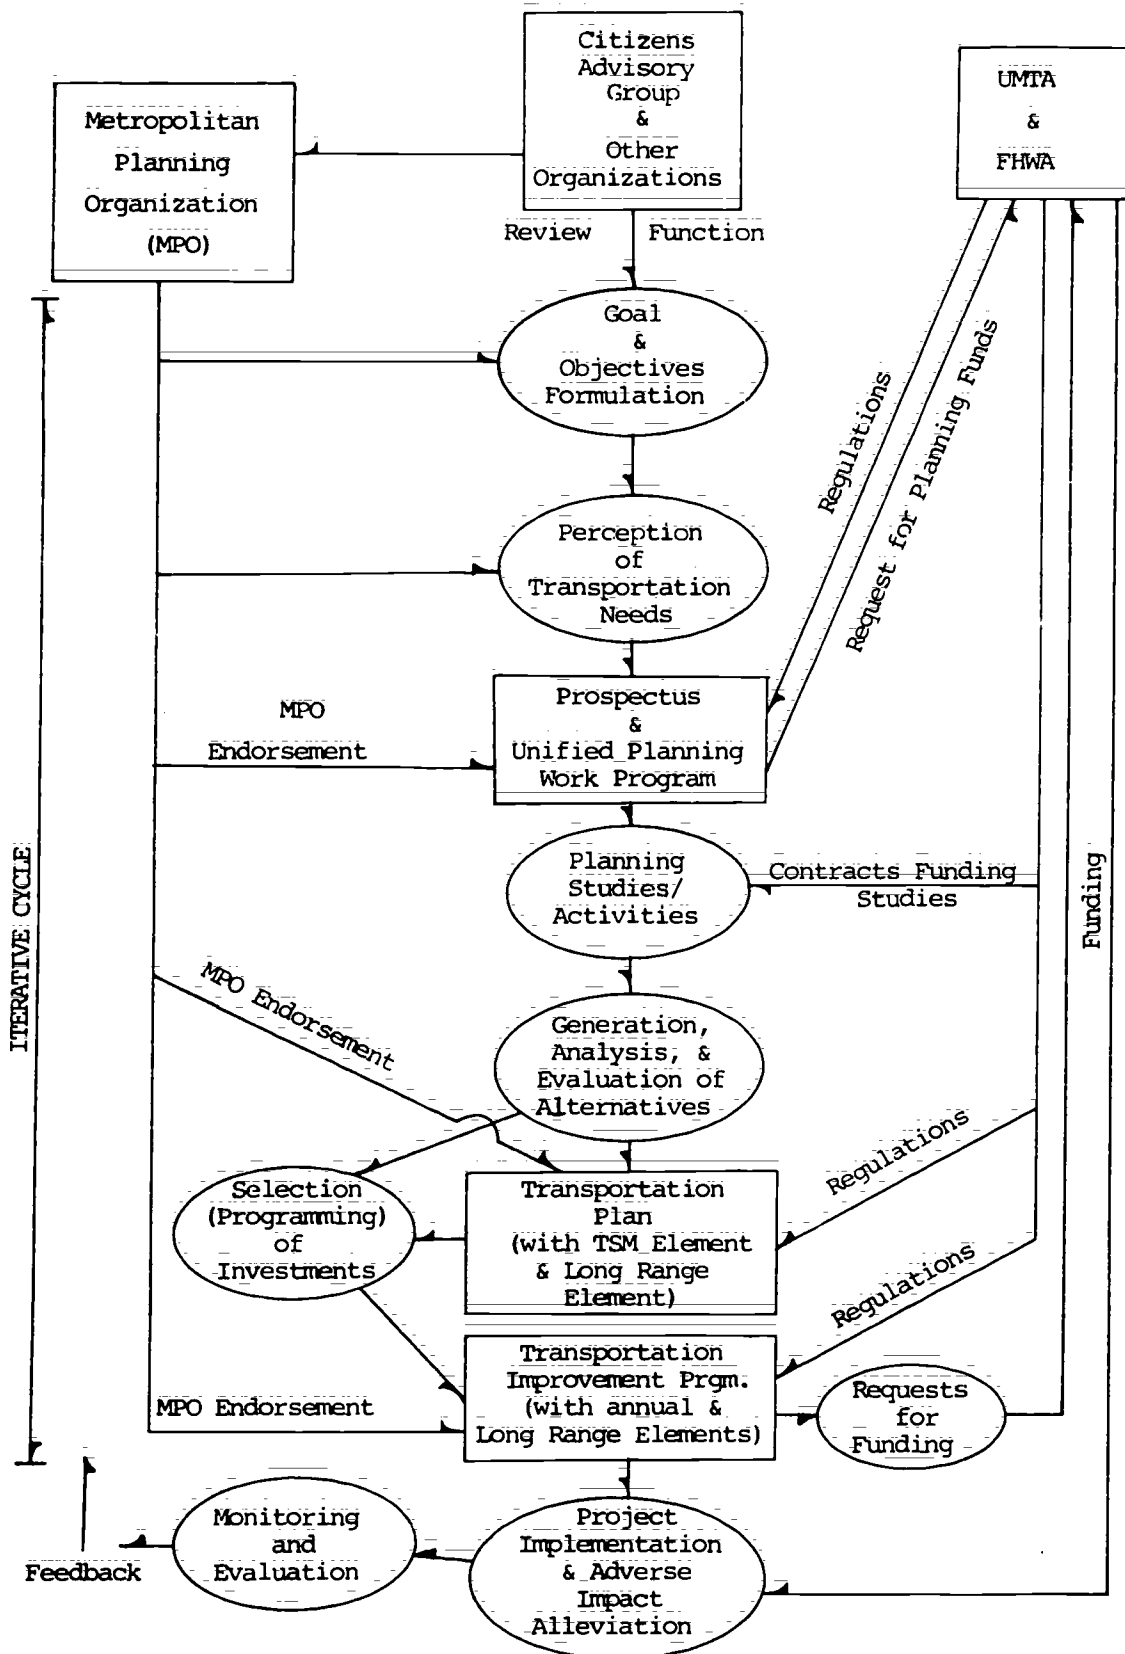 Citizens
Advisory
Group
&
Other
Organizations
UMTA
&
FHWA
Metropolitan
Planning
Organization
(MPO)
Review Function
Goal
&
Objectives
Formulation
Regulations
Request for Planning Funds
Perception
of
Transportation
Needs
MPO
Endorsement
Prospectus
&
Unified Planning
Work Program
ITERATIVE CYCLE
Planning
Studies/
Activities
Contracts Funding
Studies
Funding
MPO Endorsement
Generation,
Analysis, &
Evaluation of
Alternatives
Regulations
Selection
(Programming)
of
Investments
Transportation
Plan
(with TSM Element
& Long Range
Element)
Regulations
Transportation
Improvement Prgm.
(with annual &
Long Range Elements)
MPO Endorsement
Requests
for
Funding
Feedback
Monitoring
and
Evaluation
Project
Implementation
& Adverse
Impact
Alleviation